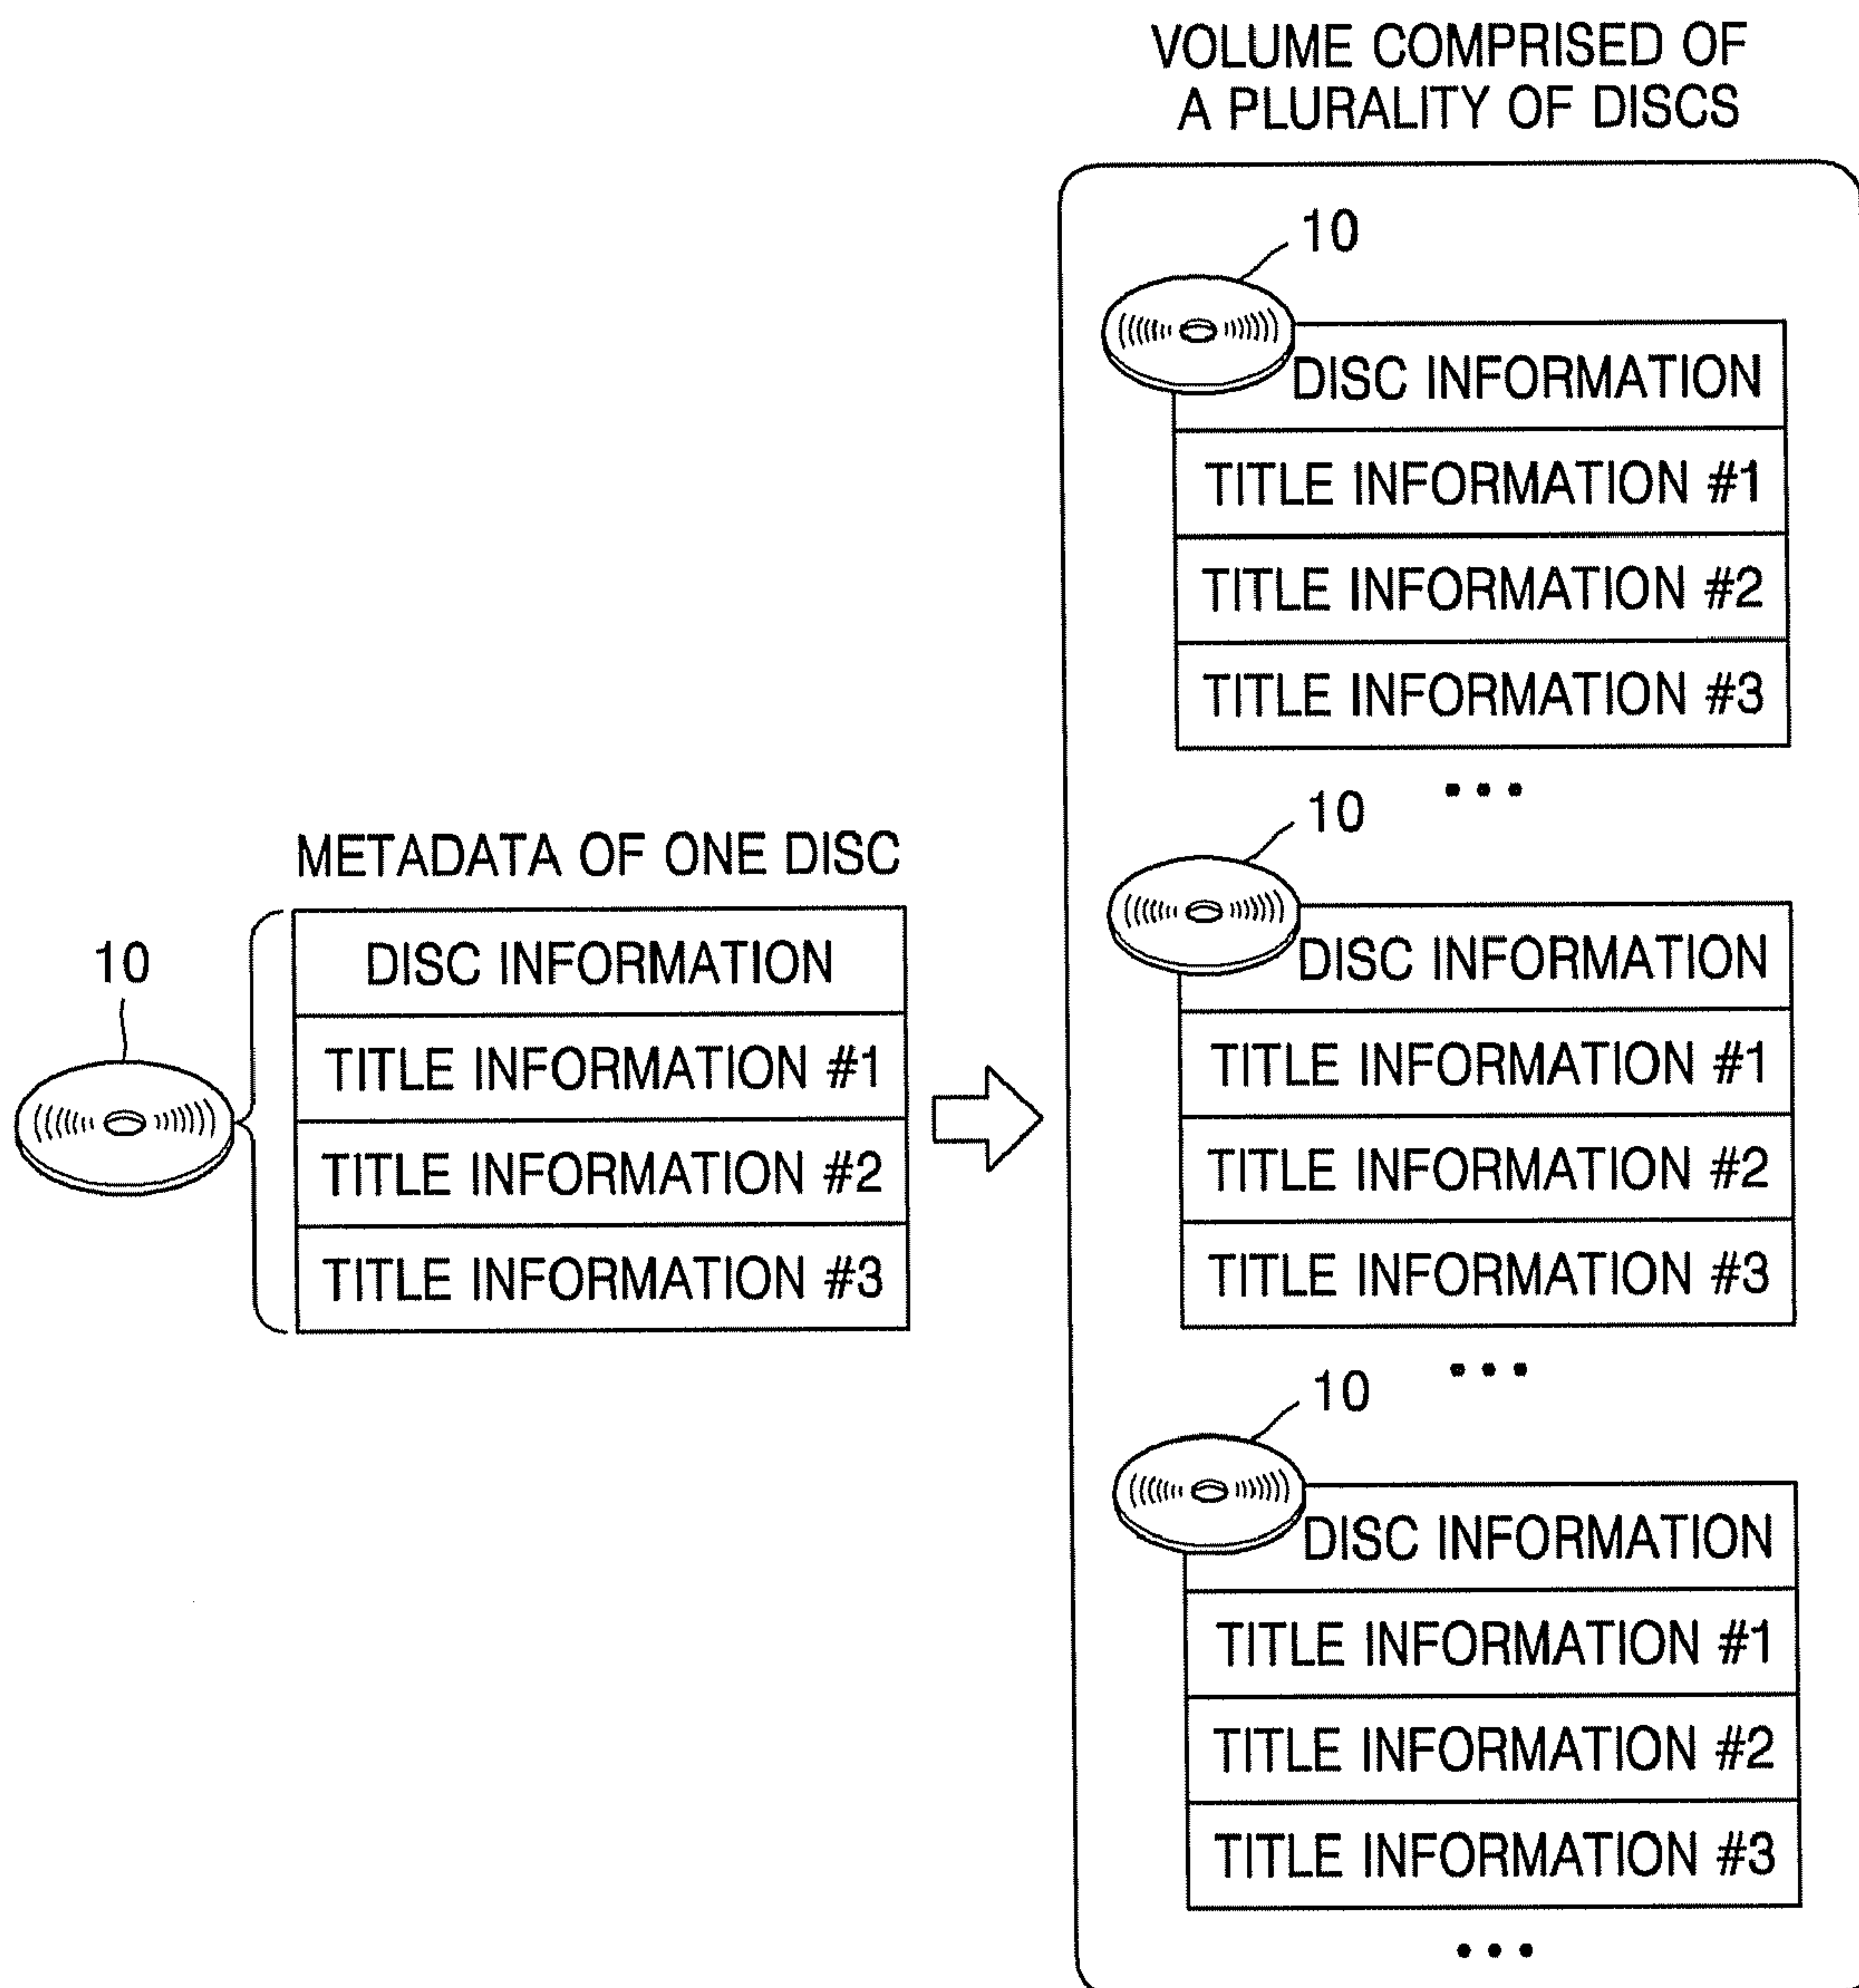 VOLUME COMPRISED OF
A PLURALITY OF DISCS
10
DISC INFORMATION
TITLE INFORMATION #1
TITLE INFORMATION #2
TITLE INFORMATION #3
...
METADATA OF ONE DISC
10
DISC INFORMATION
TITLE INFORMATION #1
TITLE INFORMATION #2
TITLE INFORMATION #3
10
DISC INFORMATION
TITLE INFORMATION #1
TITLE INFORMATION #2
TITLE INFORMATION #3
...
10
DISC INFORMATION
TITLE INFORMATION #1
TITLE INFORMATION #2
TITLE INFORMATION #3
...